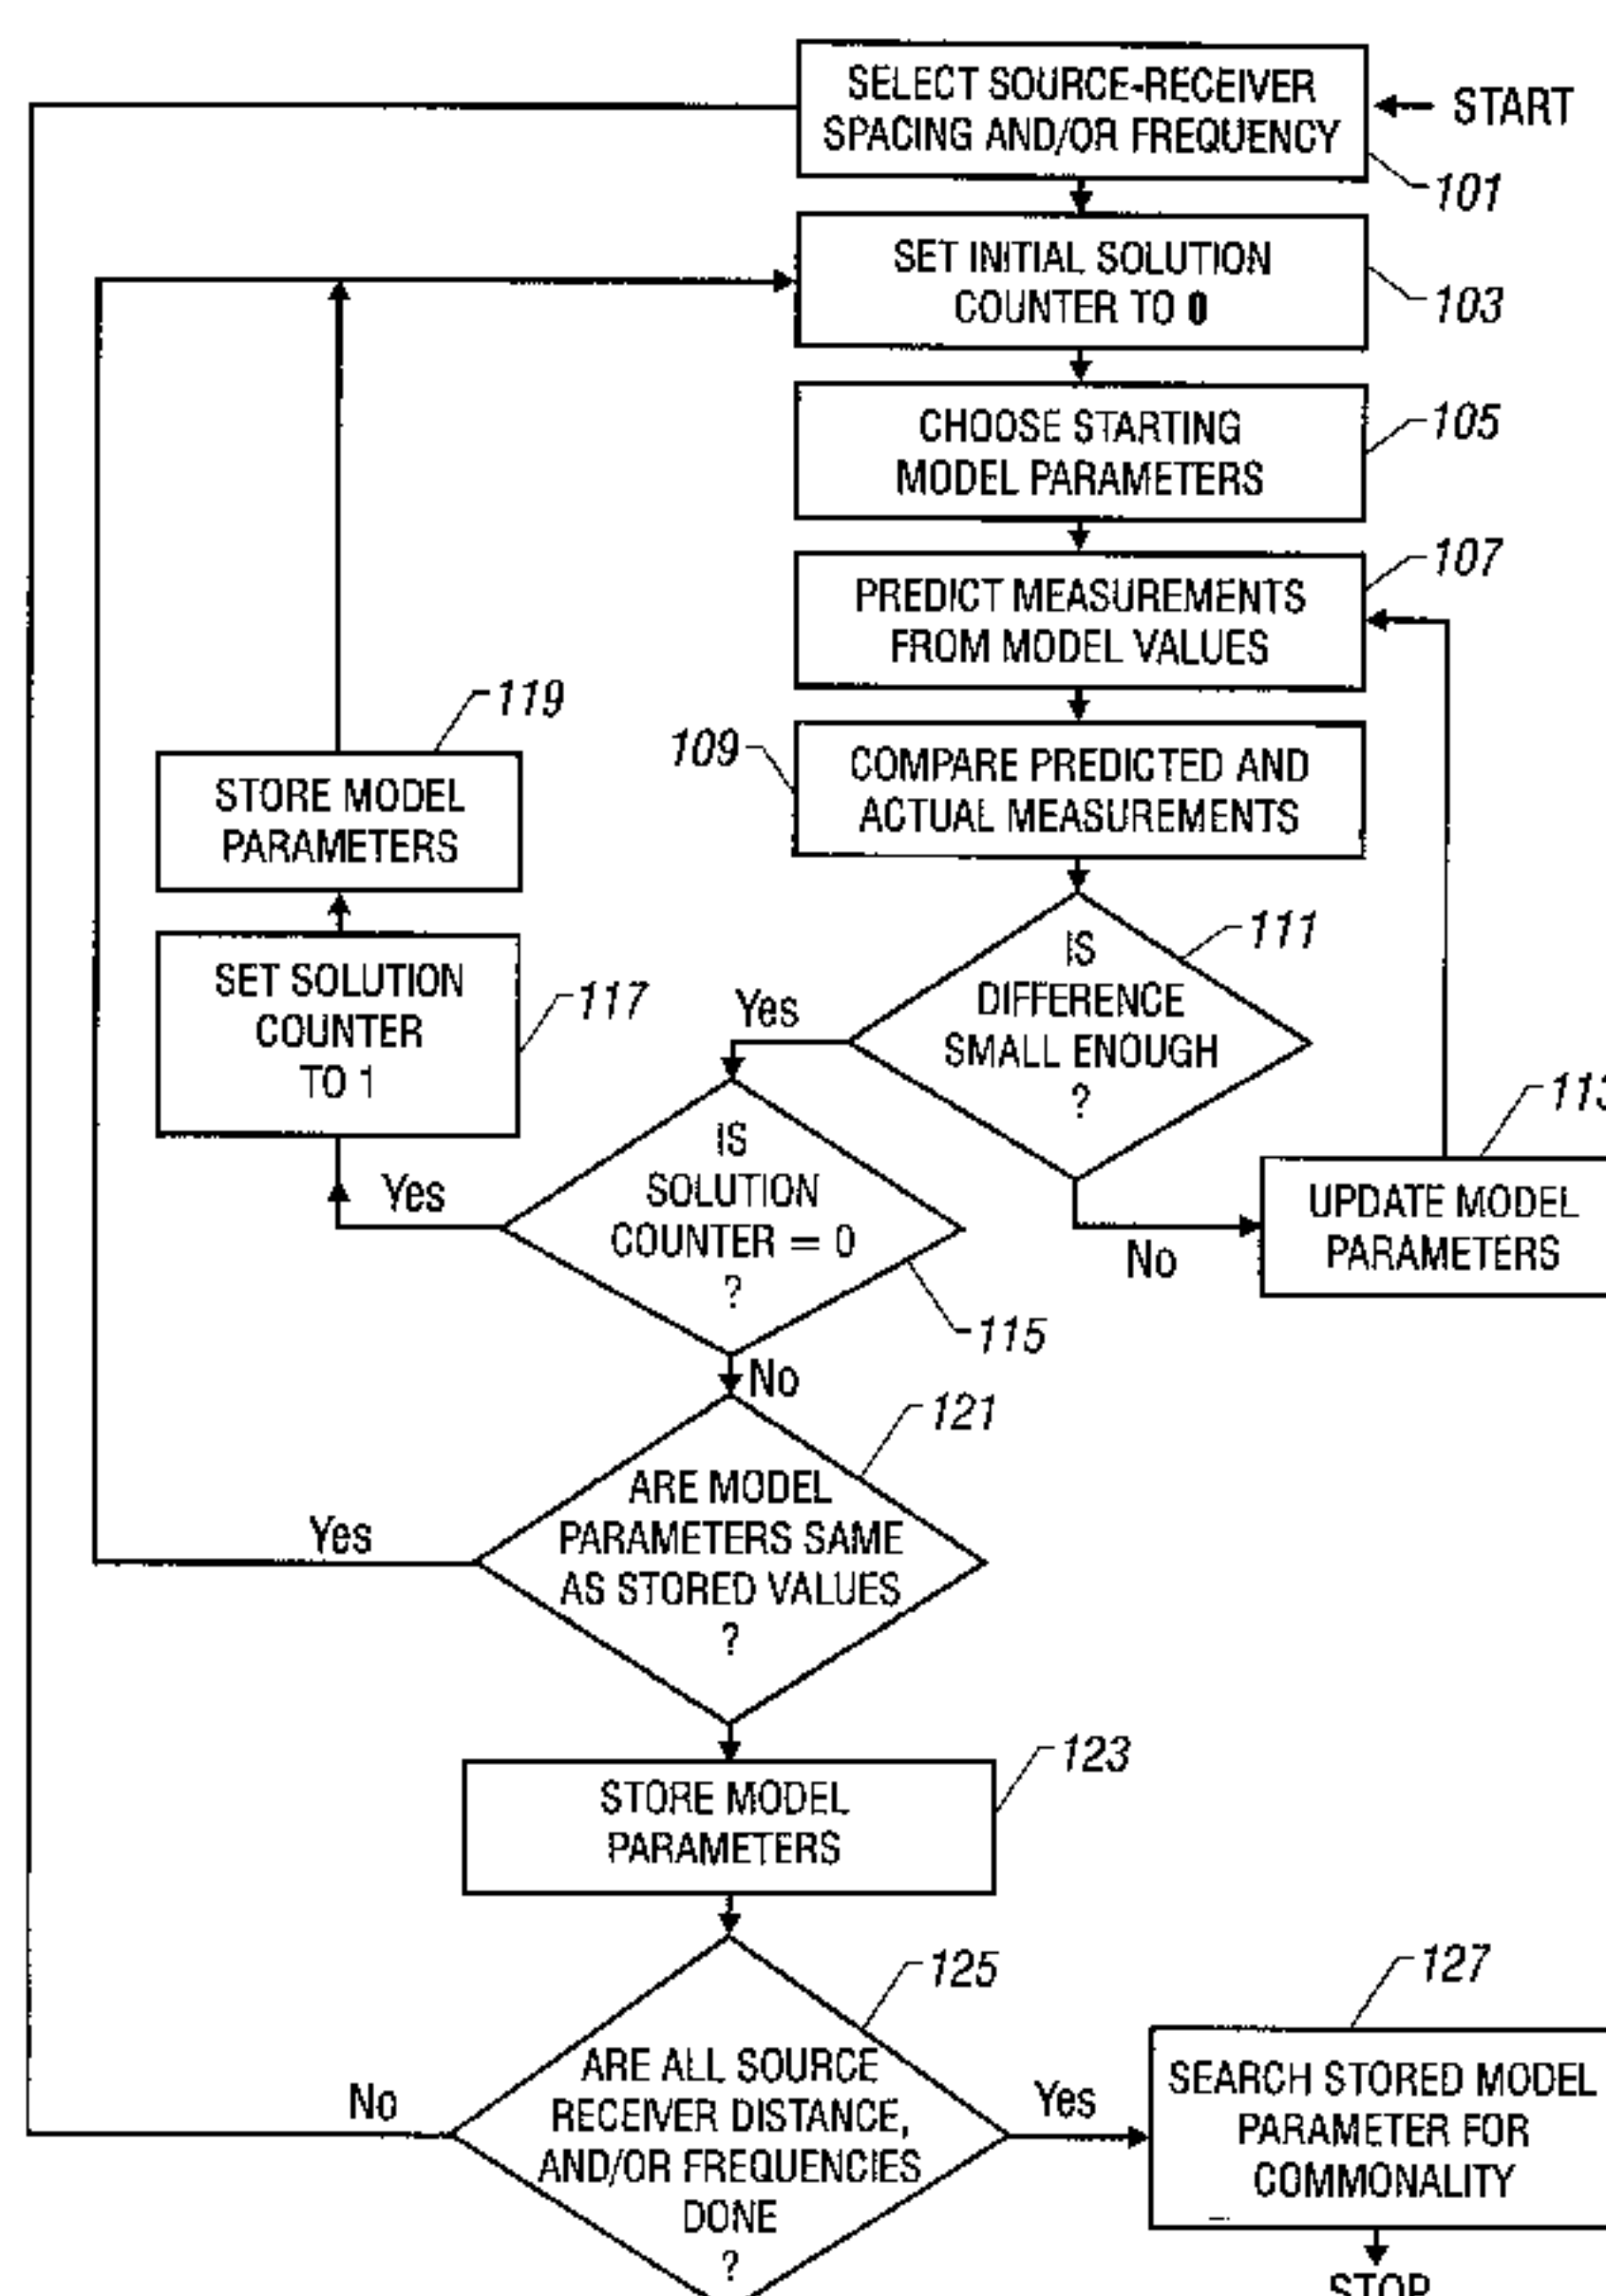 SELECT SOURCE-RECEIVER
SPACING AND/OR FREQUENCY
START
101
SET INITIAL SOLUTION
COUNTER TO 0
103
CHOOSE STARTING
MODEL PARAMETERS
105
PREDICT MEASUREMENTS
FROM MODEL VALUES
107
COMPARE PREDICTED AND
ACTUAL MEASUREMENTS
109
IS
DIFFERENCE
SMALL ENOUGH
?
111
Yes
No
UPDATE MODEL
PARAMETERS
113
IS
SOLUTION
COUNTER = 0
?
115
Yes
SET SOLUTION
COUNTER
TO 1
117
STORE MODEL
PARAMETERS
119
No
ARE MODEL
PARAMETERS SAME
AS STORED VALUES
?
121
Yes
STORE MODEL
PARAMETERS
123
ARE ALL SOURCE
RECEIVER DISTANCE,
AND/OR FREQUENCIES
DONE
?
125
No
Yes
SEARCH STORED MODEL
PARAMETER FOR
COMMONALITY
127
STOP